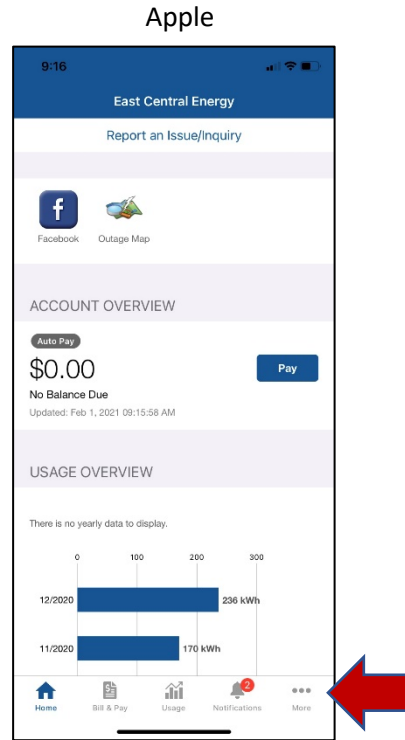 Apple
9:16
East Central Energy
Report an Issue/Inquiry
f
Facebook Outage Map
ACCOUNT OVERVIEW
Auto Pay
$0.00
Pay
No Balance Due
Updated: Feb 1, 2021 09:15:58 AM
USAGE OVERVIEW
There is no yearly data to display.
0 100 200 300
12/2020 236 kWh
11/2020 170 kWh
2
Home Bill & Pay Usage Notifications More